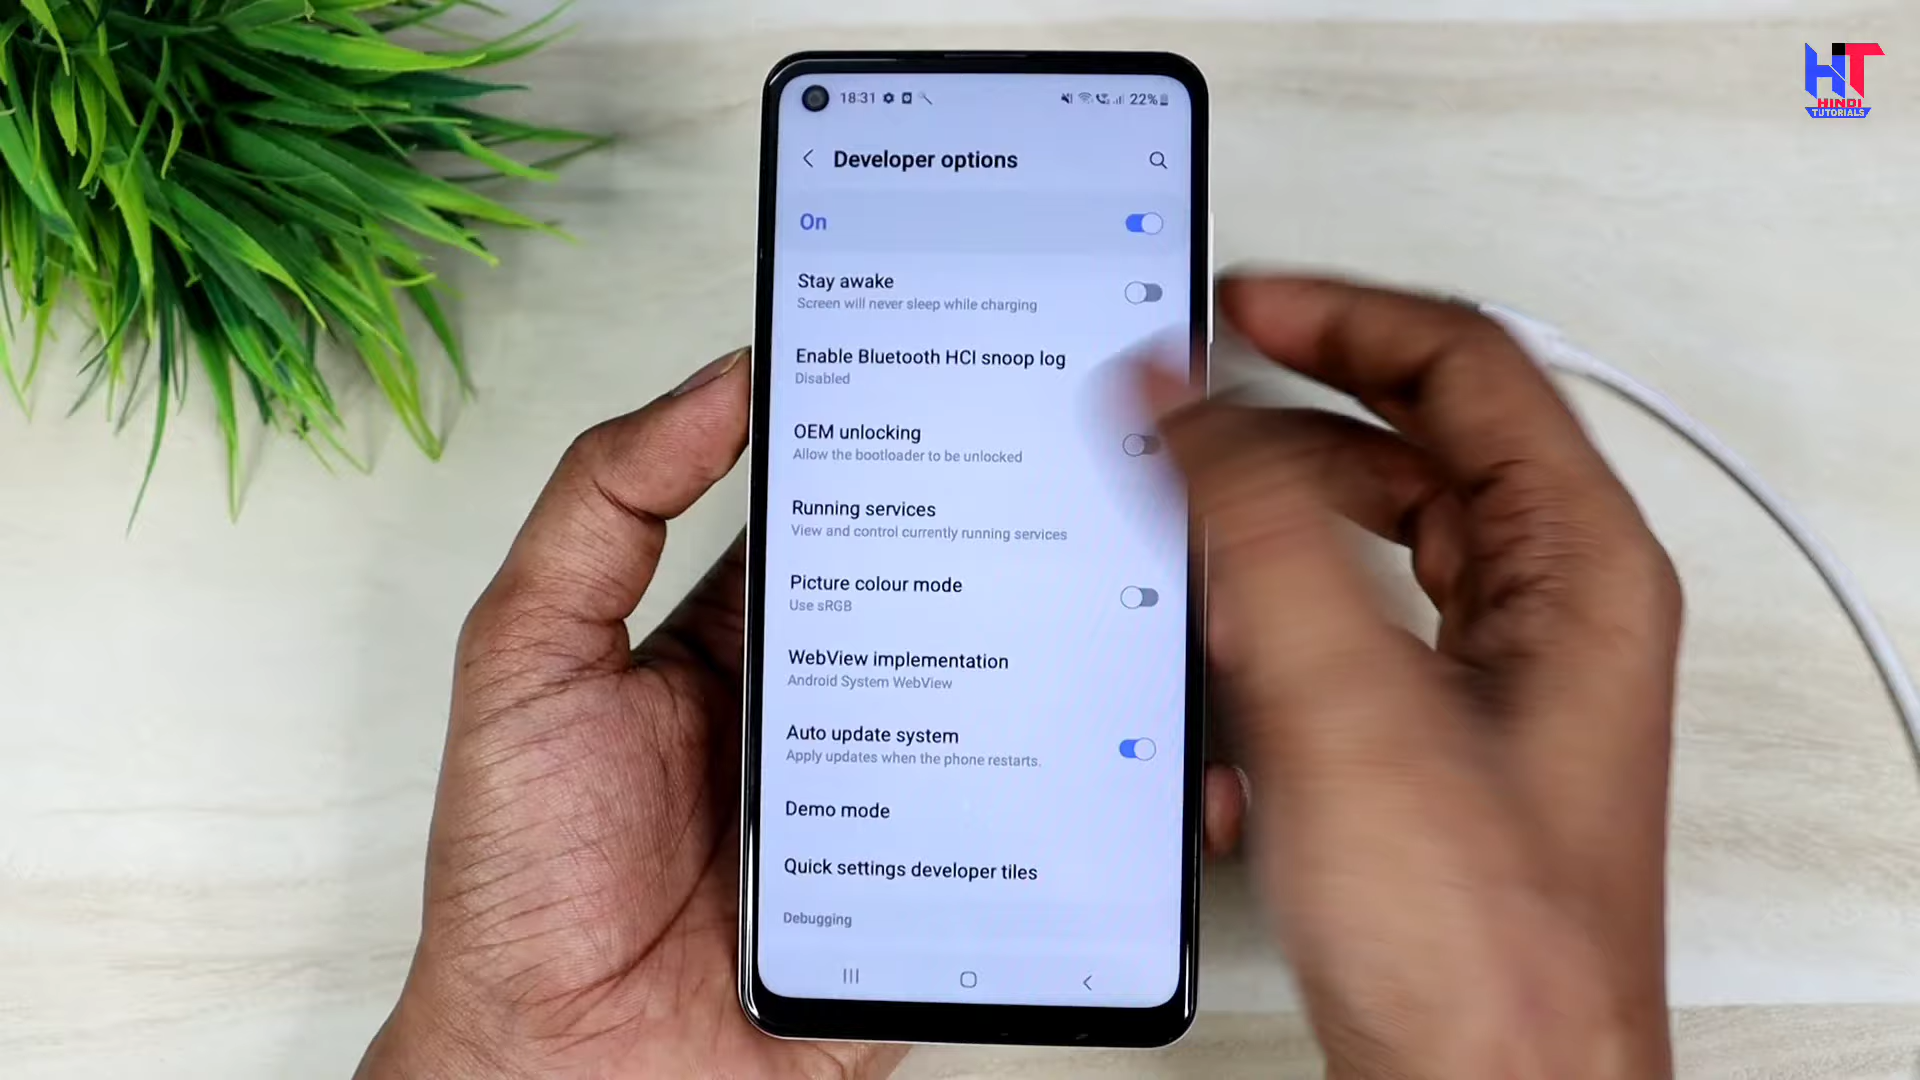 HT
HINDI
TUTORIALS
18:31
22%
Developer options
On
Stay awake
Screen will never sleep while charging
Enable Bluetooth HCI snoop log
Disabled
OEM unlocking
Allow the bootloader to be unlocked
Running services
View and control currently running services
Picture colour mode
Use sRGB
WebView implementation
Android System WebView
Auto update system
Apply updates when the phone restarts.
Demo mode
Quick settings developer tiles
Debugging